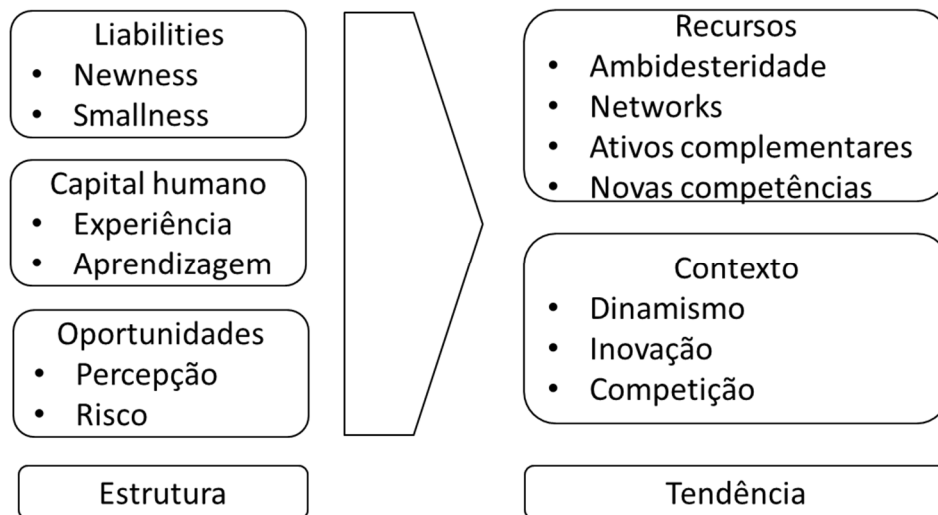 Liabilities
• Newness
• Smallness
Capital humano
• Experiência
• Aprendizagem
Oportunidades
• Percepção
• Risco
Estrutura
Recursos
• Ambidesteridade
• Networks
• Ativos complementares
• Novas competências
Contexto
• Dinamismo
• Inovação
• Competição
Tendência